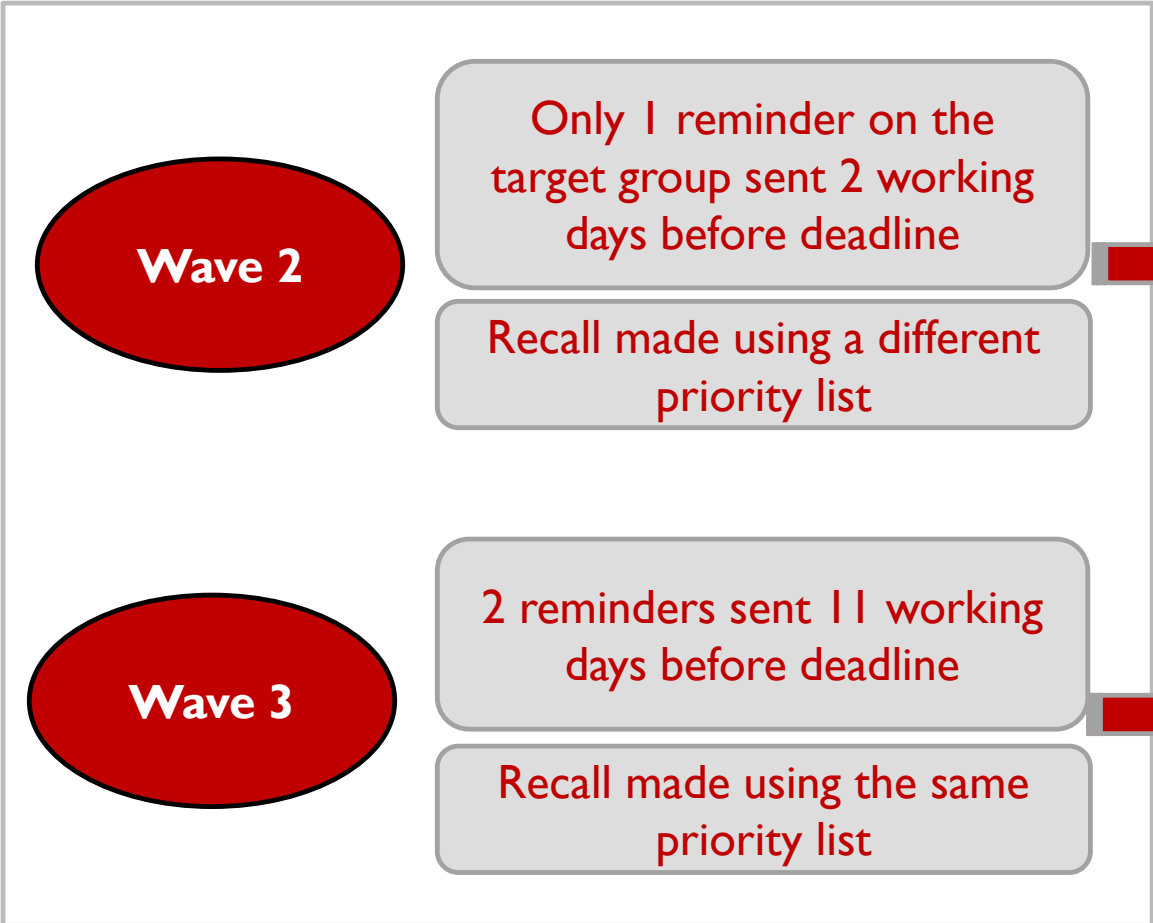 Only 1 reminder on the
target group sent 2 working
days before deadline
Wave 2
Recall made using a different
priority list
2 reminders sent 11 working
days before deadline
Wave 3
Recall made using the same
priority list